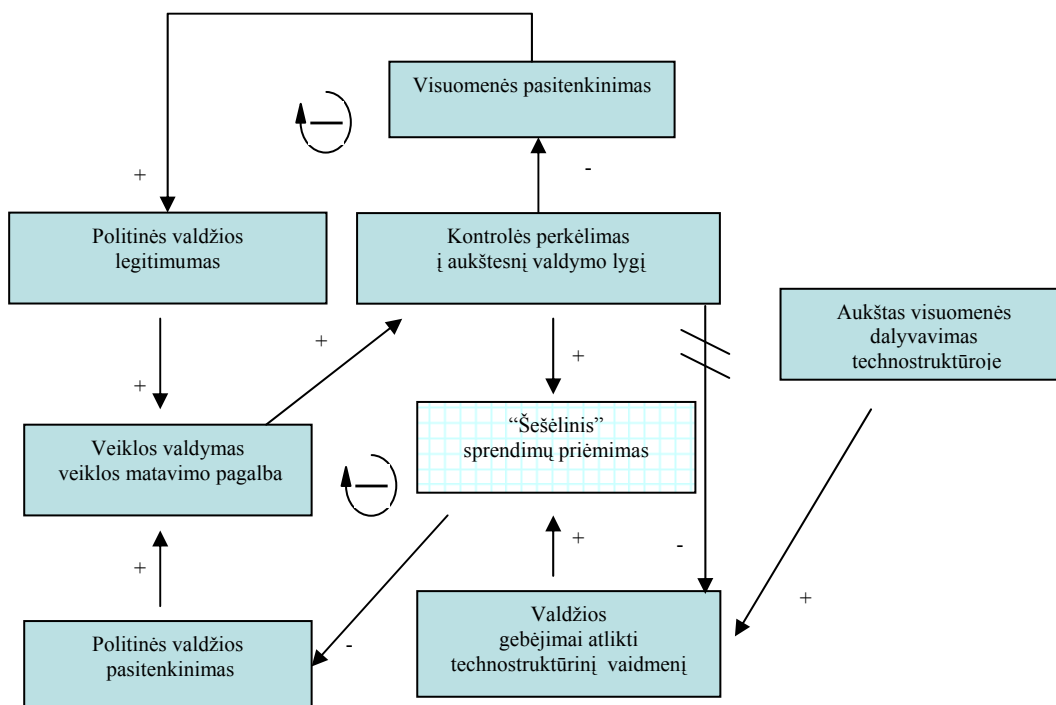 Visuomenės pasitenkinimas
+
-
Politinės valdžios
legitimumas
Kontrolės perkėlimas
į aukštesnį valdymo lygį
Aukštas visuomenės
dalyvavimas
technostruktūroje
+
+
+
“Šešėlinis”
sprendimų priėmimas
Veiklos valdymas
veiklos matavimo pagalba
+
+
-
+
Valdžios
gebėjimai atlikti
technostruktūrinį vaidmenį
Politinės valdžios
pasitenkinimas
-